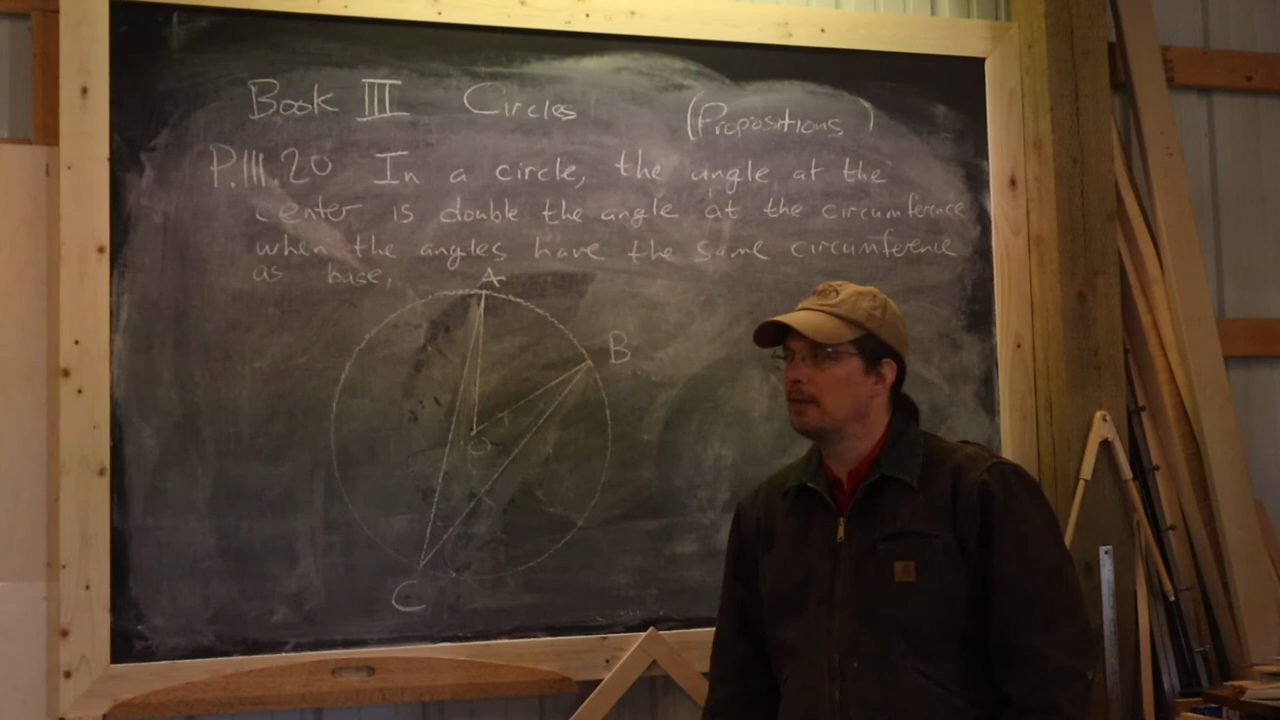 Book III Circles (Propositions)
P.III.20 In a circle, the angle at the
center is double the angle at the circumference
when the angles have the same circumference
as base,
A
B
O
C